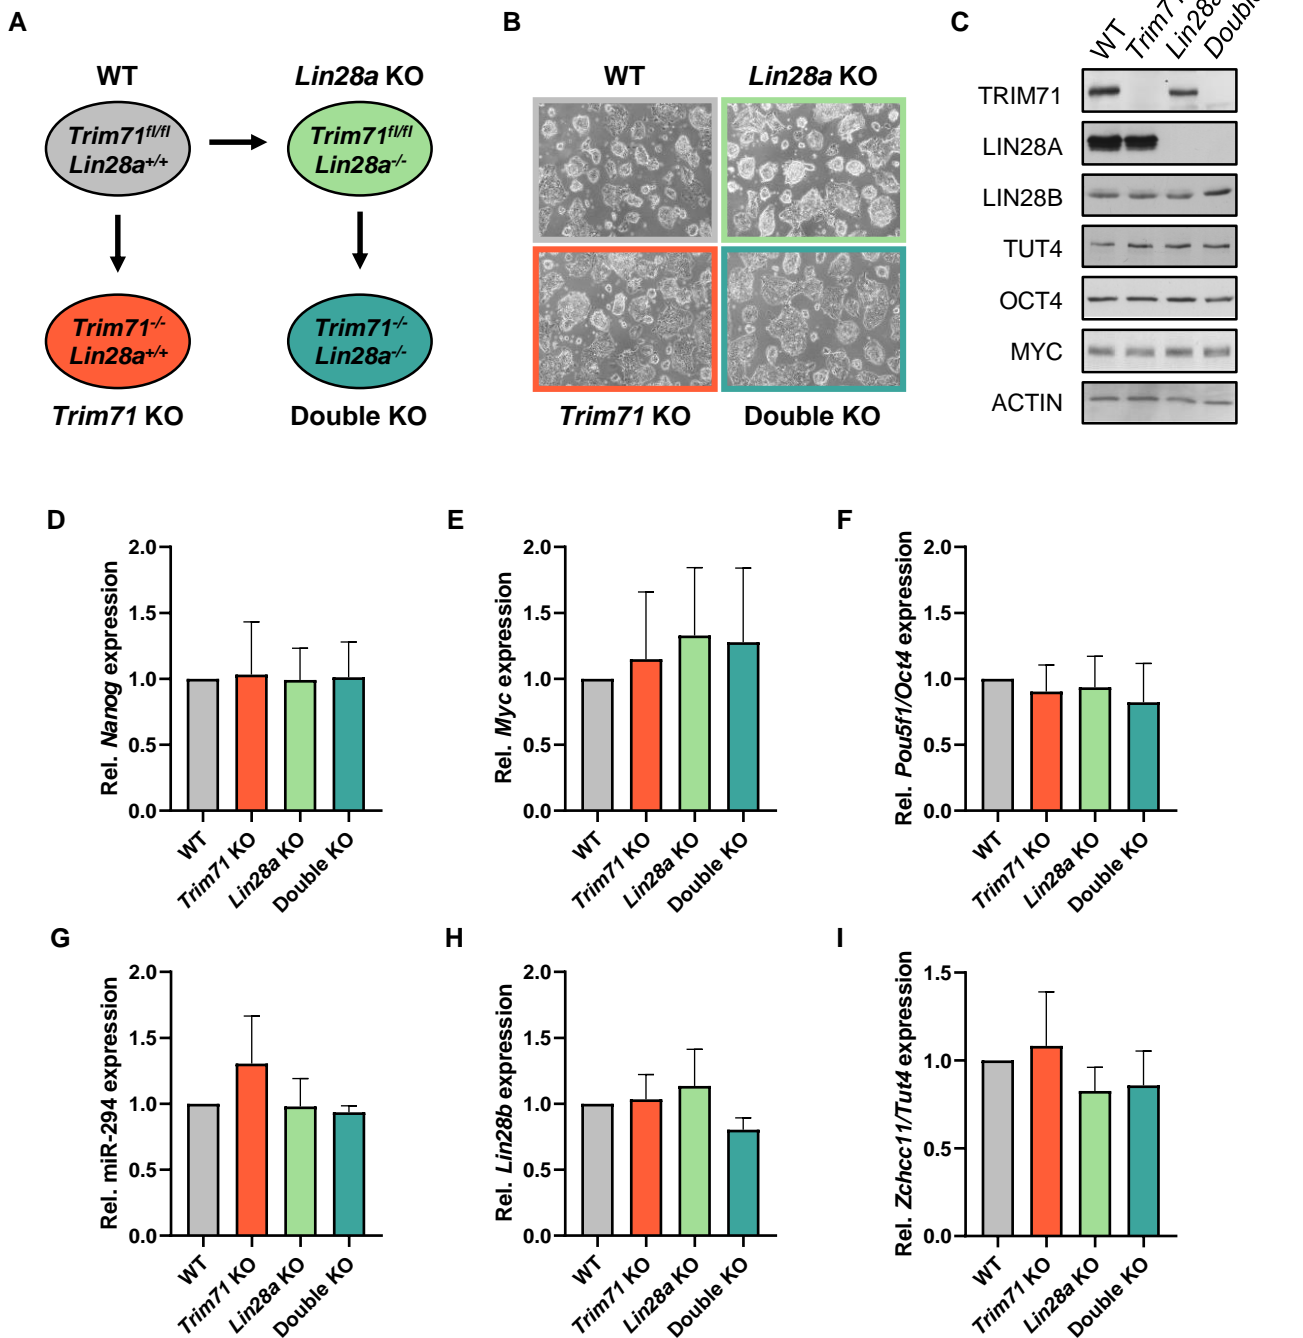 A
WT
Lin28a KO
Trim71fl/fl
Lin28a+/+
Trim71fl/fl
Lin28a-/-
Trim71-/-
Lin28a+/+
Trim71-/-
Lin28a-/-
Trim71 KO
Double KO
B
WT
Lin28a KO
Trim71 KO
Double KO
C
WT
Trim7
Lin28a
Double
TRIM71
LIN28A
LIN28B
TUT4
OCT4
MYC
ACTIN
D
Rel. Nanog expression
2.0
1.5
1.0
0.5
0.0
WT
Trim71 KO
Lin28a KO
Double KO
E
Rel. Myc expression
2.0
1.5
1.0
0.5
0.0
WT
Trim71 KO
Lin28a KO
Double KO
F
Rel. Pou5f1/Oct4 expression
2.0
1.5
1.0
0.5
0.0
WT
Trim71 KO
Lin28a KO
Double KO
G
Rel. miR-294 expression
2.0
1.5
1.0
0.5
0.0
WT
Trim71 KO
Lin28a KO
Double KO
H
Rel. Lin28b expression
2.0
1.5
1.0
0.5
0.0
WT
Trim71 KO
Lin28a KO
Double KO
I
Rel. Zchcc11/Tut4 expression
1.5
1.0
0.5
0.0
WT
Trim71 KO
Lin28a KO
Double KO